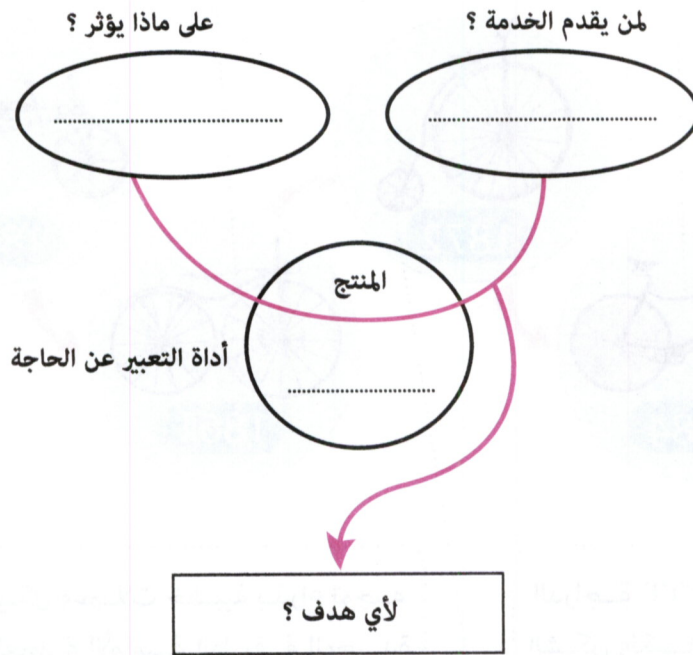 لمن يقدم الخدمة ؟
على ماذا يؤثر ؟
المنتج
أداة التعبير عن الحاجة
لأي هدف ؟